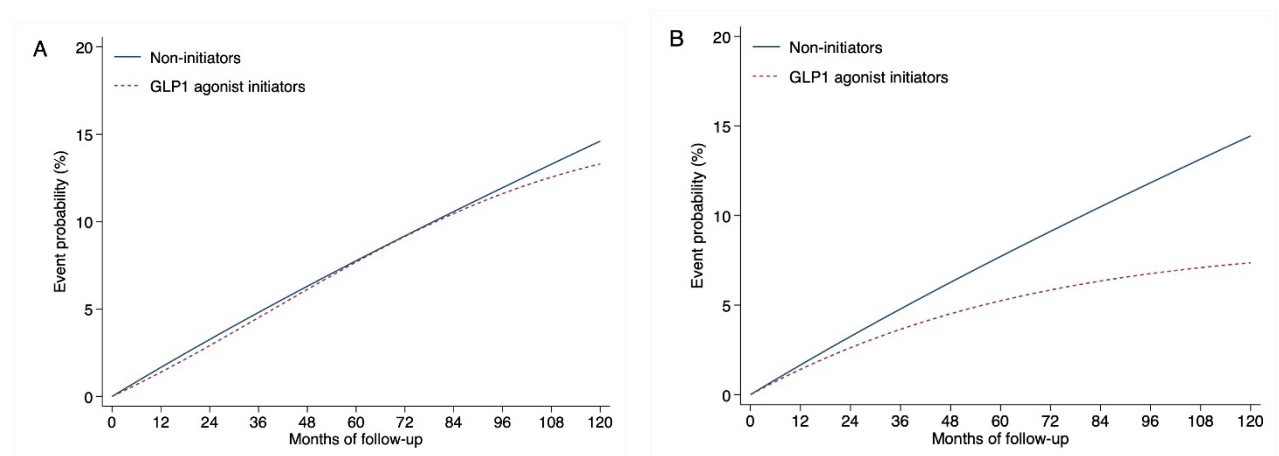 A
Non-initiators
GLP1 agonist initiators
Event probability (%)
20
15
10
5
0
0 12 24 36 48 60 72 84 96 108 120
Months of follow-up
B
Non-initiators
GLP1 agonist initiators
Event probability (%)
20
15
10
5
0
0 12 24 36 48 60 72 84 96 108 120
Months of follow-up